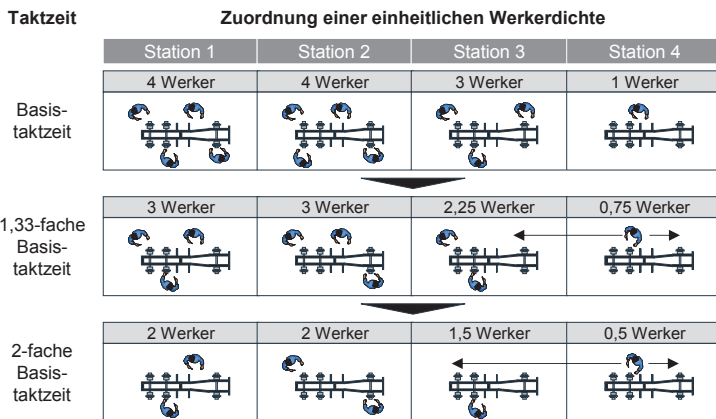 Taktzeit
Zuordnung einer einheitlichen Werkerdichte
Station 1
Station 2
Station 3
Station 4
Basis-
taktzeit
4 Werker
4 Werker
3 Werker
1 Werker
1,33-fache
Basis-
taktzeit
3 Werker
3 Werker
2,25 Werker
0,75 Werker
2-fache
Basis-
taktzeit
2 Werker
2 Werker
1,5 Werker
0,5 Werker